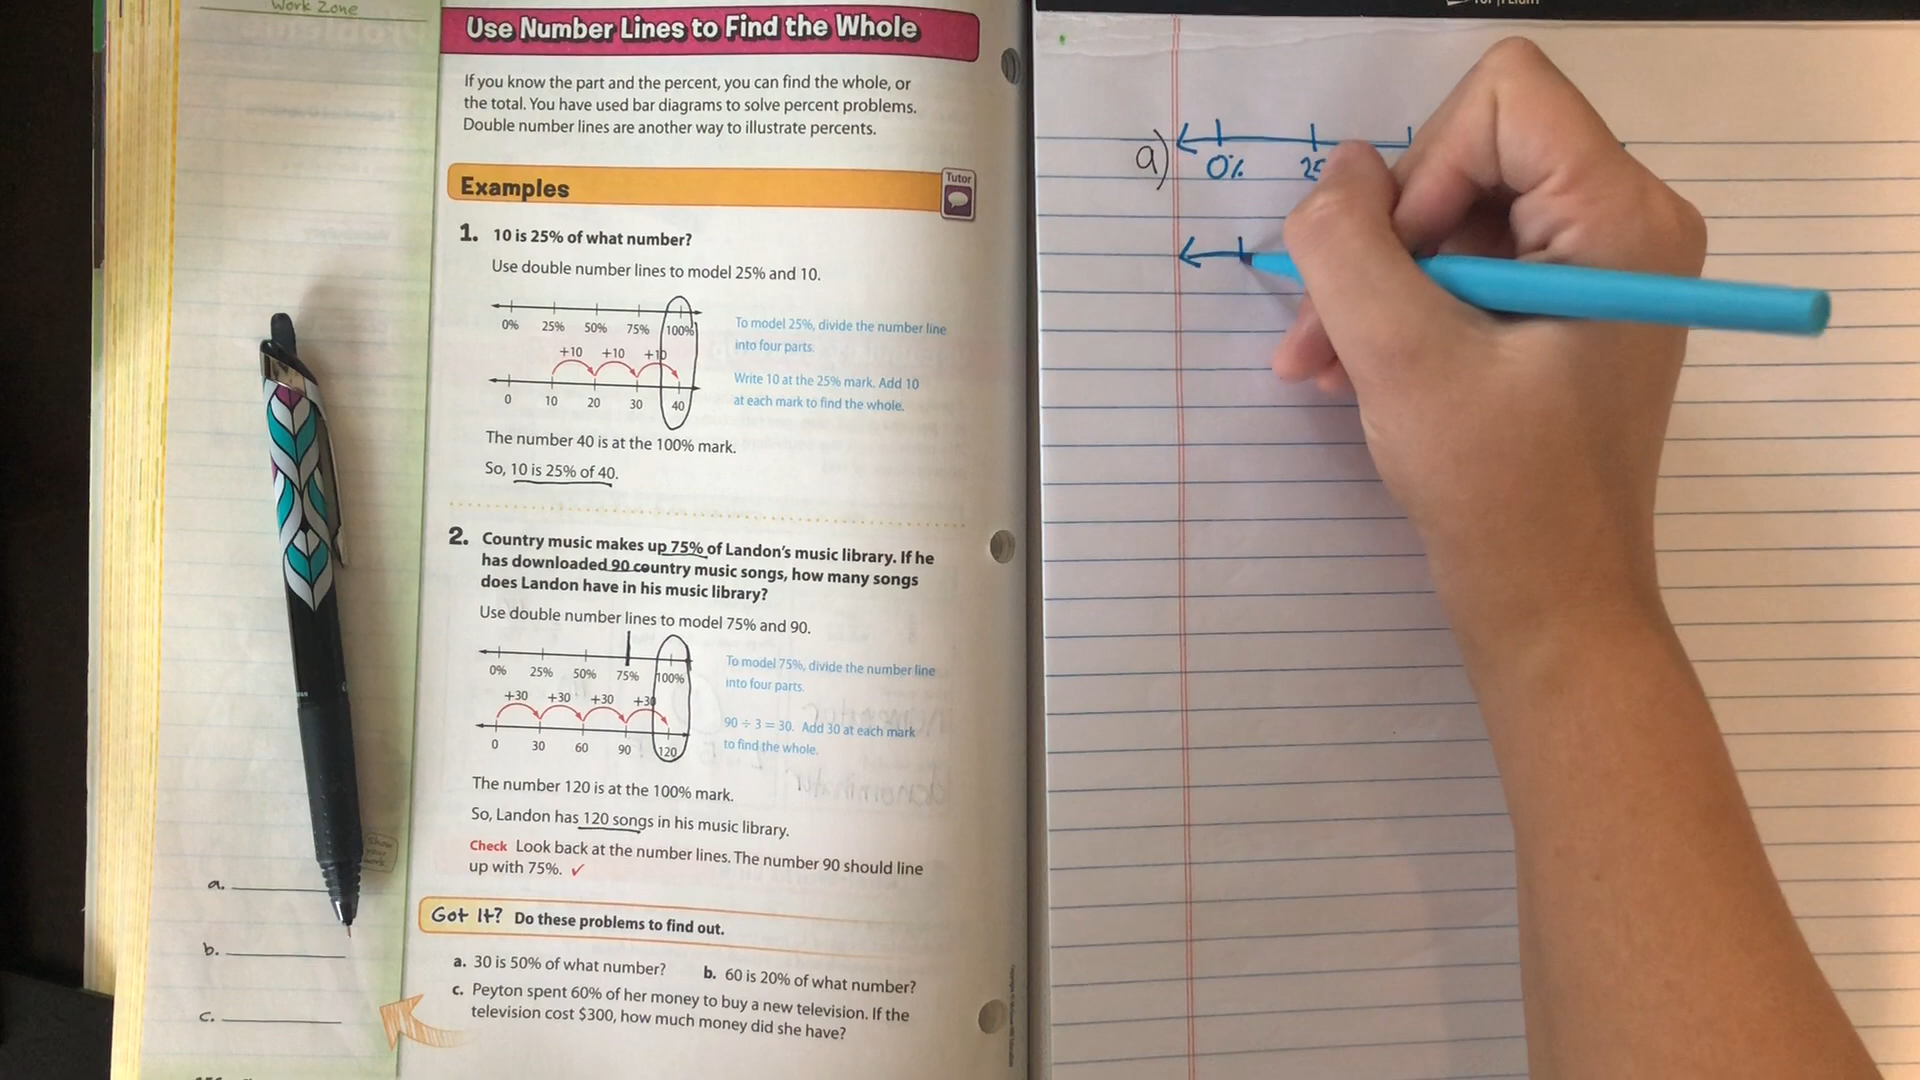 Work Zone
Use Number Lines to Find the Whole
If you know the part and the percent, you can find the whole, or
the total. You have used bar diagrams to solve percent problems.
Double number lines are another way to illustrate percents.
Examples
Tutor
1. 10 is 25% of what number?
Use double number lines to model 25% and 10.
0% 25% 50% 75% 100%
+10 +10 +10
0 10 20 30 40
To model 25%, divide the number line
into four parts.
Write 10 at the 25% mark. Add 10
at each mark to find the whole.
The number 40 is at the 100% mark.
So, 10 is 25% of 40.
2. Country music makes up 75% of Landon's music library. If he
has downloaded 90 country music songs, how many songs
does Landon have in his music library?
Use double number lines to model 75% and 90.
0% 25% 50% 75% 100%
+30 +30 +30 +30
0 30 60 90 120
To model 75%, divide the number line
into four parts.
90 ÷ 3 = 30. Add 30 at each mark
to find the whole.
The number 120 is at the 100% mark.
So, Landon has 120 songs in his music library.
Check Look back at the number lines. The number 90 should line
up with 75%. ✓
Show your work
a.
b.
c.
Got It? Do these problems to find out.
a. 30 is 50% of what number?
b. 60 is 20% of what number?
c. Peyton spent 60% of her money to buy a new television. If the
television cost $300, how much money did she have?
a)
0% 25